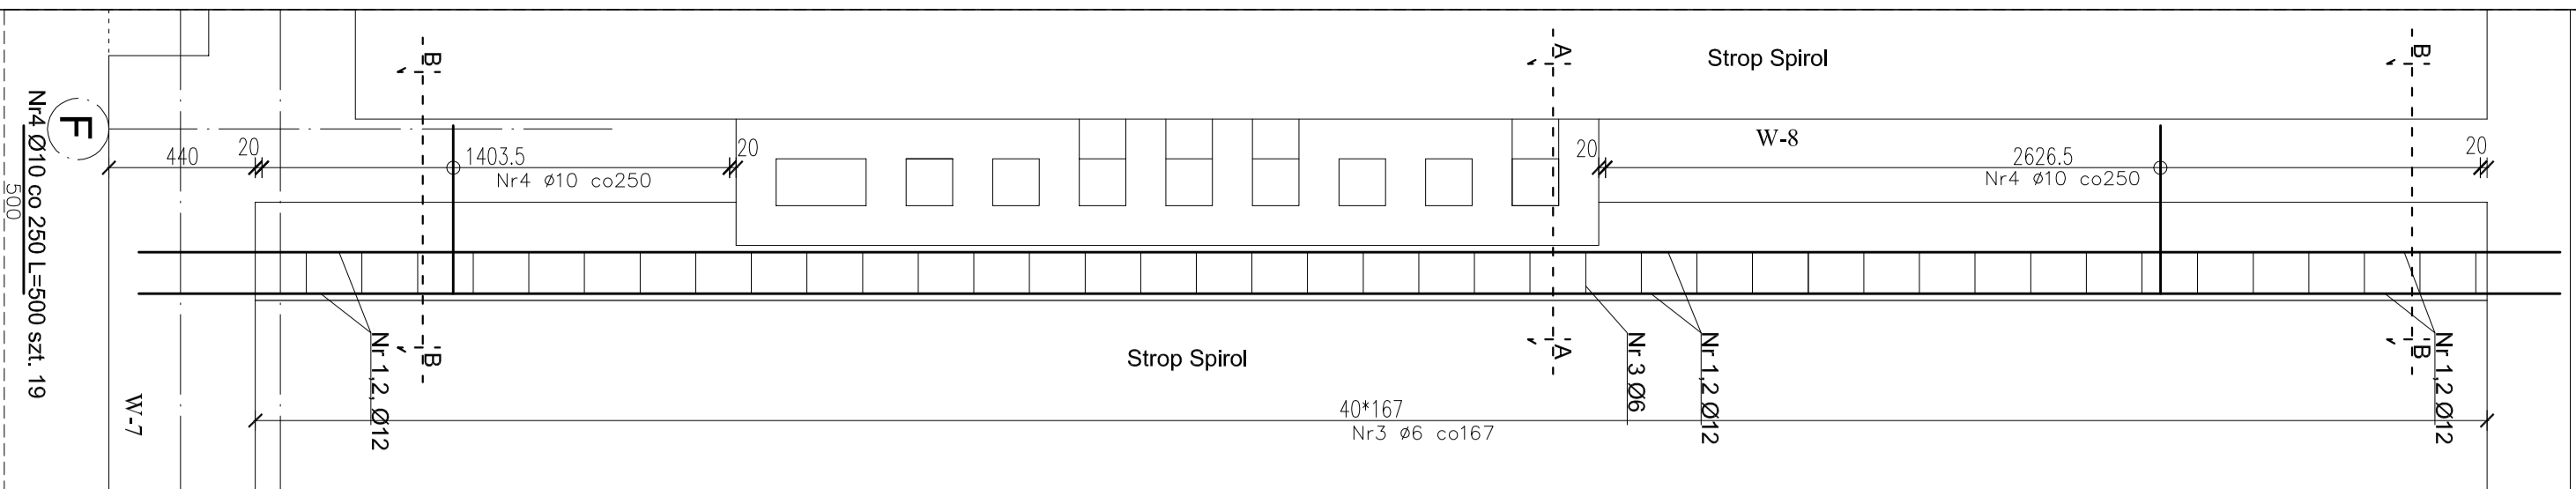 B
A
Strop Spirol
B
F
W-8
440
20
1403.5
20
20
2626.5
20
Nr4 ø10 co250
Nr4 ø10 co250
Nr4 Ø10 co 250 L=500 szt. 19
500
B
A
B
Strop Spirol
Nr 1,2, Ø12
Nr 3 Ø6
Nr 1,2 Ø12
Nr 1,2 Ø12
W-7
40*167
Nr3 ø6 co167